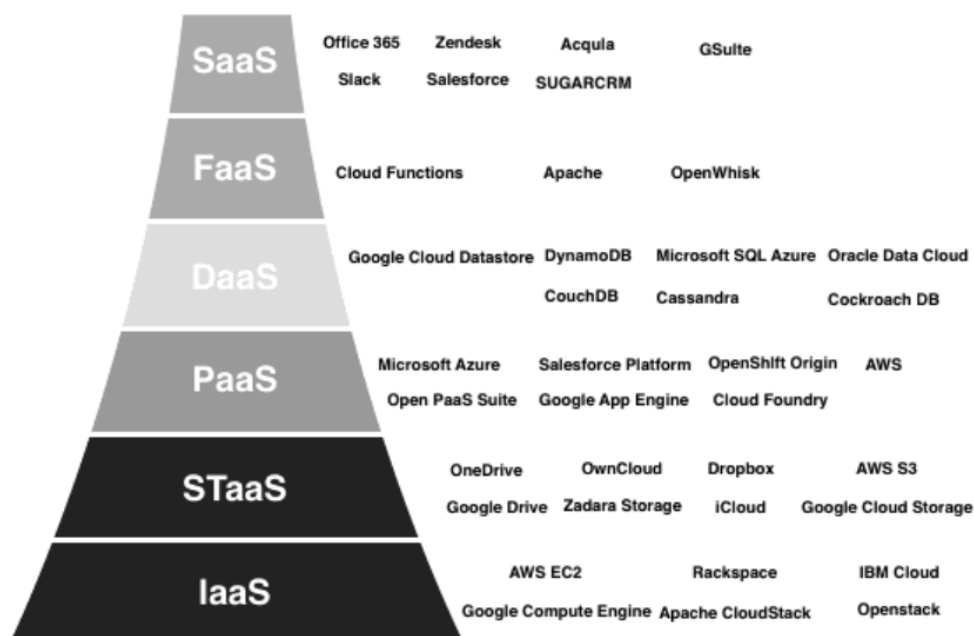 SaaS
Office 365 Zendesk Acqula GSulte
Slack Salesforce SUGARCRM
FaaS
Cloud Functions Apache OpenWhisk
DaaS
Google Cloud Datastore DynamoDB Microsoft SQL Azure Oracle Data Cloud
CouchDB Cassandra Cockroach DB
PaaS
Microsoft Azure Salesforce Platform OpenShlft Origin AWS
Open PaaS Suite Google App Engine Cloud Foundry
STaaS
OneDrive OwnCloud Dropbox AWS S3
Google Drive Zadara Storage iCloud Google Cloud Storage
IaaS
AWS EC2 Rackspace IBM Cloud
Google Compute Engine Apache CloudStack Openstack